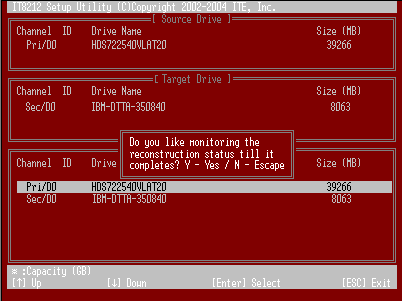 IT8212 Setup Utility (C)Copyright 2002-2004 ITE, Inc.
[ Source Drive ]
Channel ID Drive Name Size (MB)
Pri/D0 HDS722540VLAT20 39266
[ Target Drive ]
Channel ID Drive Name Size (MB)
Sec/D0 IBM-DTTA-350840 8063
Do you like monitoring the
reconstruction status till it
completes? Y - Yes / N - Escape
Channel ID Drive Size (MB)
Pri/D0 HDS722540VLAT20 39266
Sec/D0 IBM-DTTA-350840 8063
* :Capacity (GB)
[↑] Up [↓] Down [Enter] Select [ESC] Exit